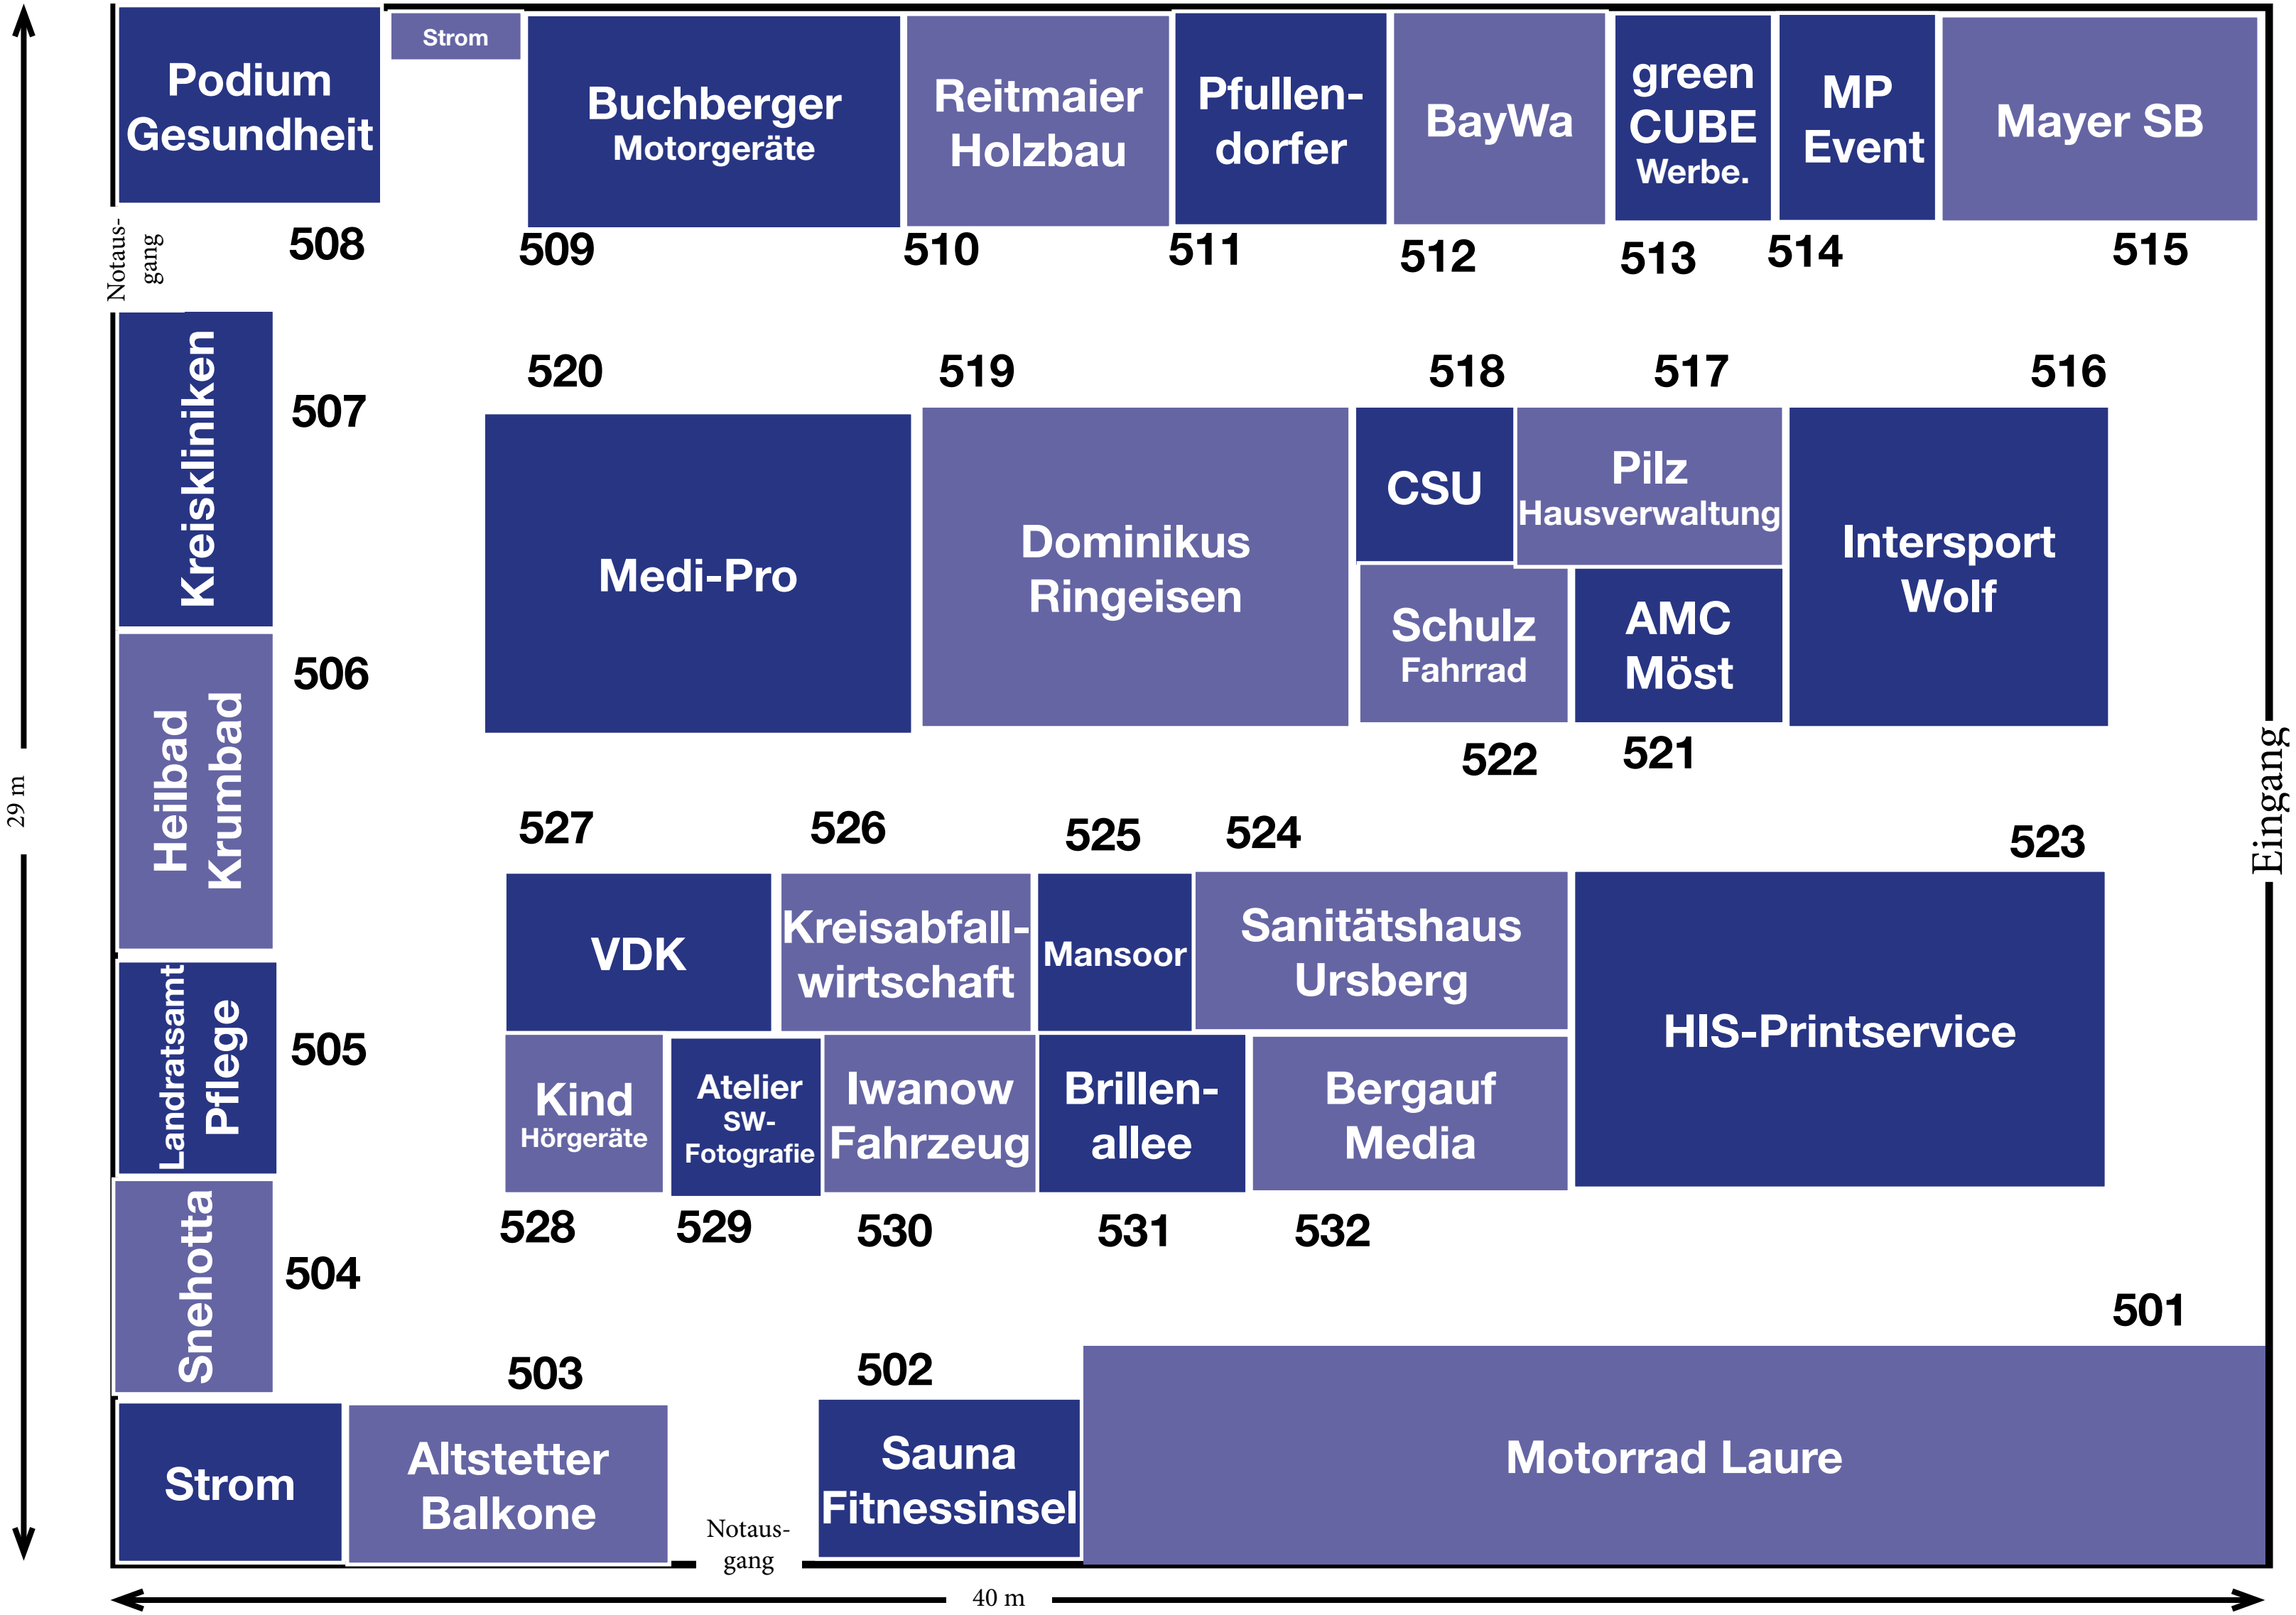 Podium
Gesundheit
Strom
Buchberger
Motorgeräte
Reitmaier
Holzbau
Pfullen-
dorfer
BayWa
green
CUBE
Werbe.
MP
Event
Mayer SB
508
509
510
511
512
513
514
515
Notaus-
gang
Kreiskliniken
507
520
519
518
517
516
Medi-Pro
Dominikus
Ringeisen
CSU
Pilz
Hausverwaltung
Intersport
Wolf
Schulz
Fahrrad
AMC
Möst
522
521
Heilbad
Krumbad
506
Eingang
29 m
527
526
525
524
523
VDK
Kreisabfall-
wirtschaft
Mansoor
Sanitätshaus
Ursberg
HIS-Printservice
Landratsamt
Pflege
505
Kind
Hörgeräte
Atelier
SW-
Fotografie
Iwanow
Fahrzeug
Brillen-
allee
Bergauf
Media
528
529
530
531
532
Snehotta
504
503
502
501
Strom
Altstetter
Balkone
Notaus-
gang
Sauna
Fitnessinsel
Motorrad Laure
40 m